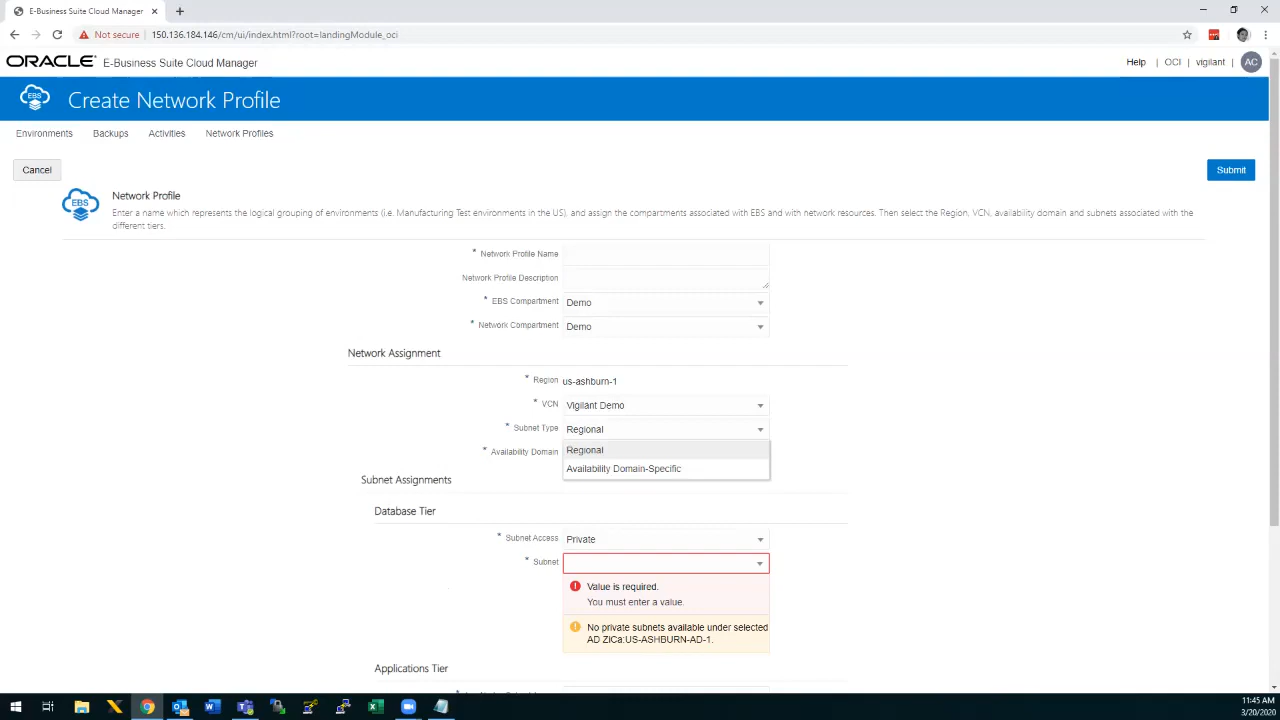 E-Business Suite Cloud Manager
Not secure | 150.136.184.146/cm/ui/index.html?root=landingModule_oci
ORACLE E-Business Suite Cloud Manager
Help | OCI | vigilant | AC
EBS Create Network Profile
Environments Backups Activities Network Profiles
Cancel Submit
EBS
Network Profile
Enter a name which represents the logical grouping of environments (i.e. Manufacturing Test environments in the US), and assign the compartments associated with EBS and with network resources. Then select the Region, VCN, availability domain and subnets associated with the
different tiers.
* Network Profile Name
Network Profile Description
* EBS Compartment Demo
* Network Compartment Demo
Network Assignment
* Region us-ashburn-1
* VCN Vigilant Demo
* Subnet Type Regional
Regional
* Availability Domain
Availability Domain-Specific
Subnet Assignments
Database Tier
* Subnet Access Private
* Subnet
Value is required.
You must enter a value.
No private subnets available under selected
AD ZICa:US-ASHBURN-AD-1.
Applications Tier
11:45 AM
3/20/2020